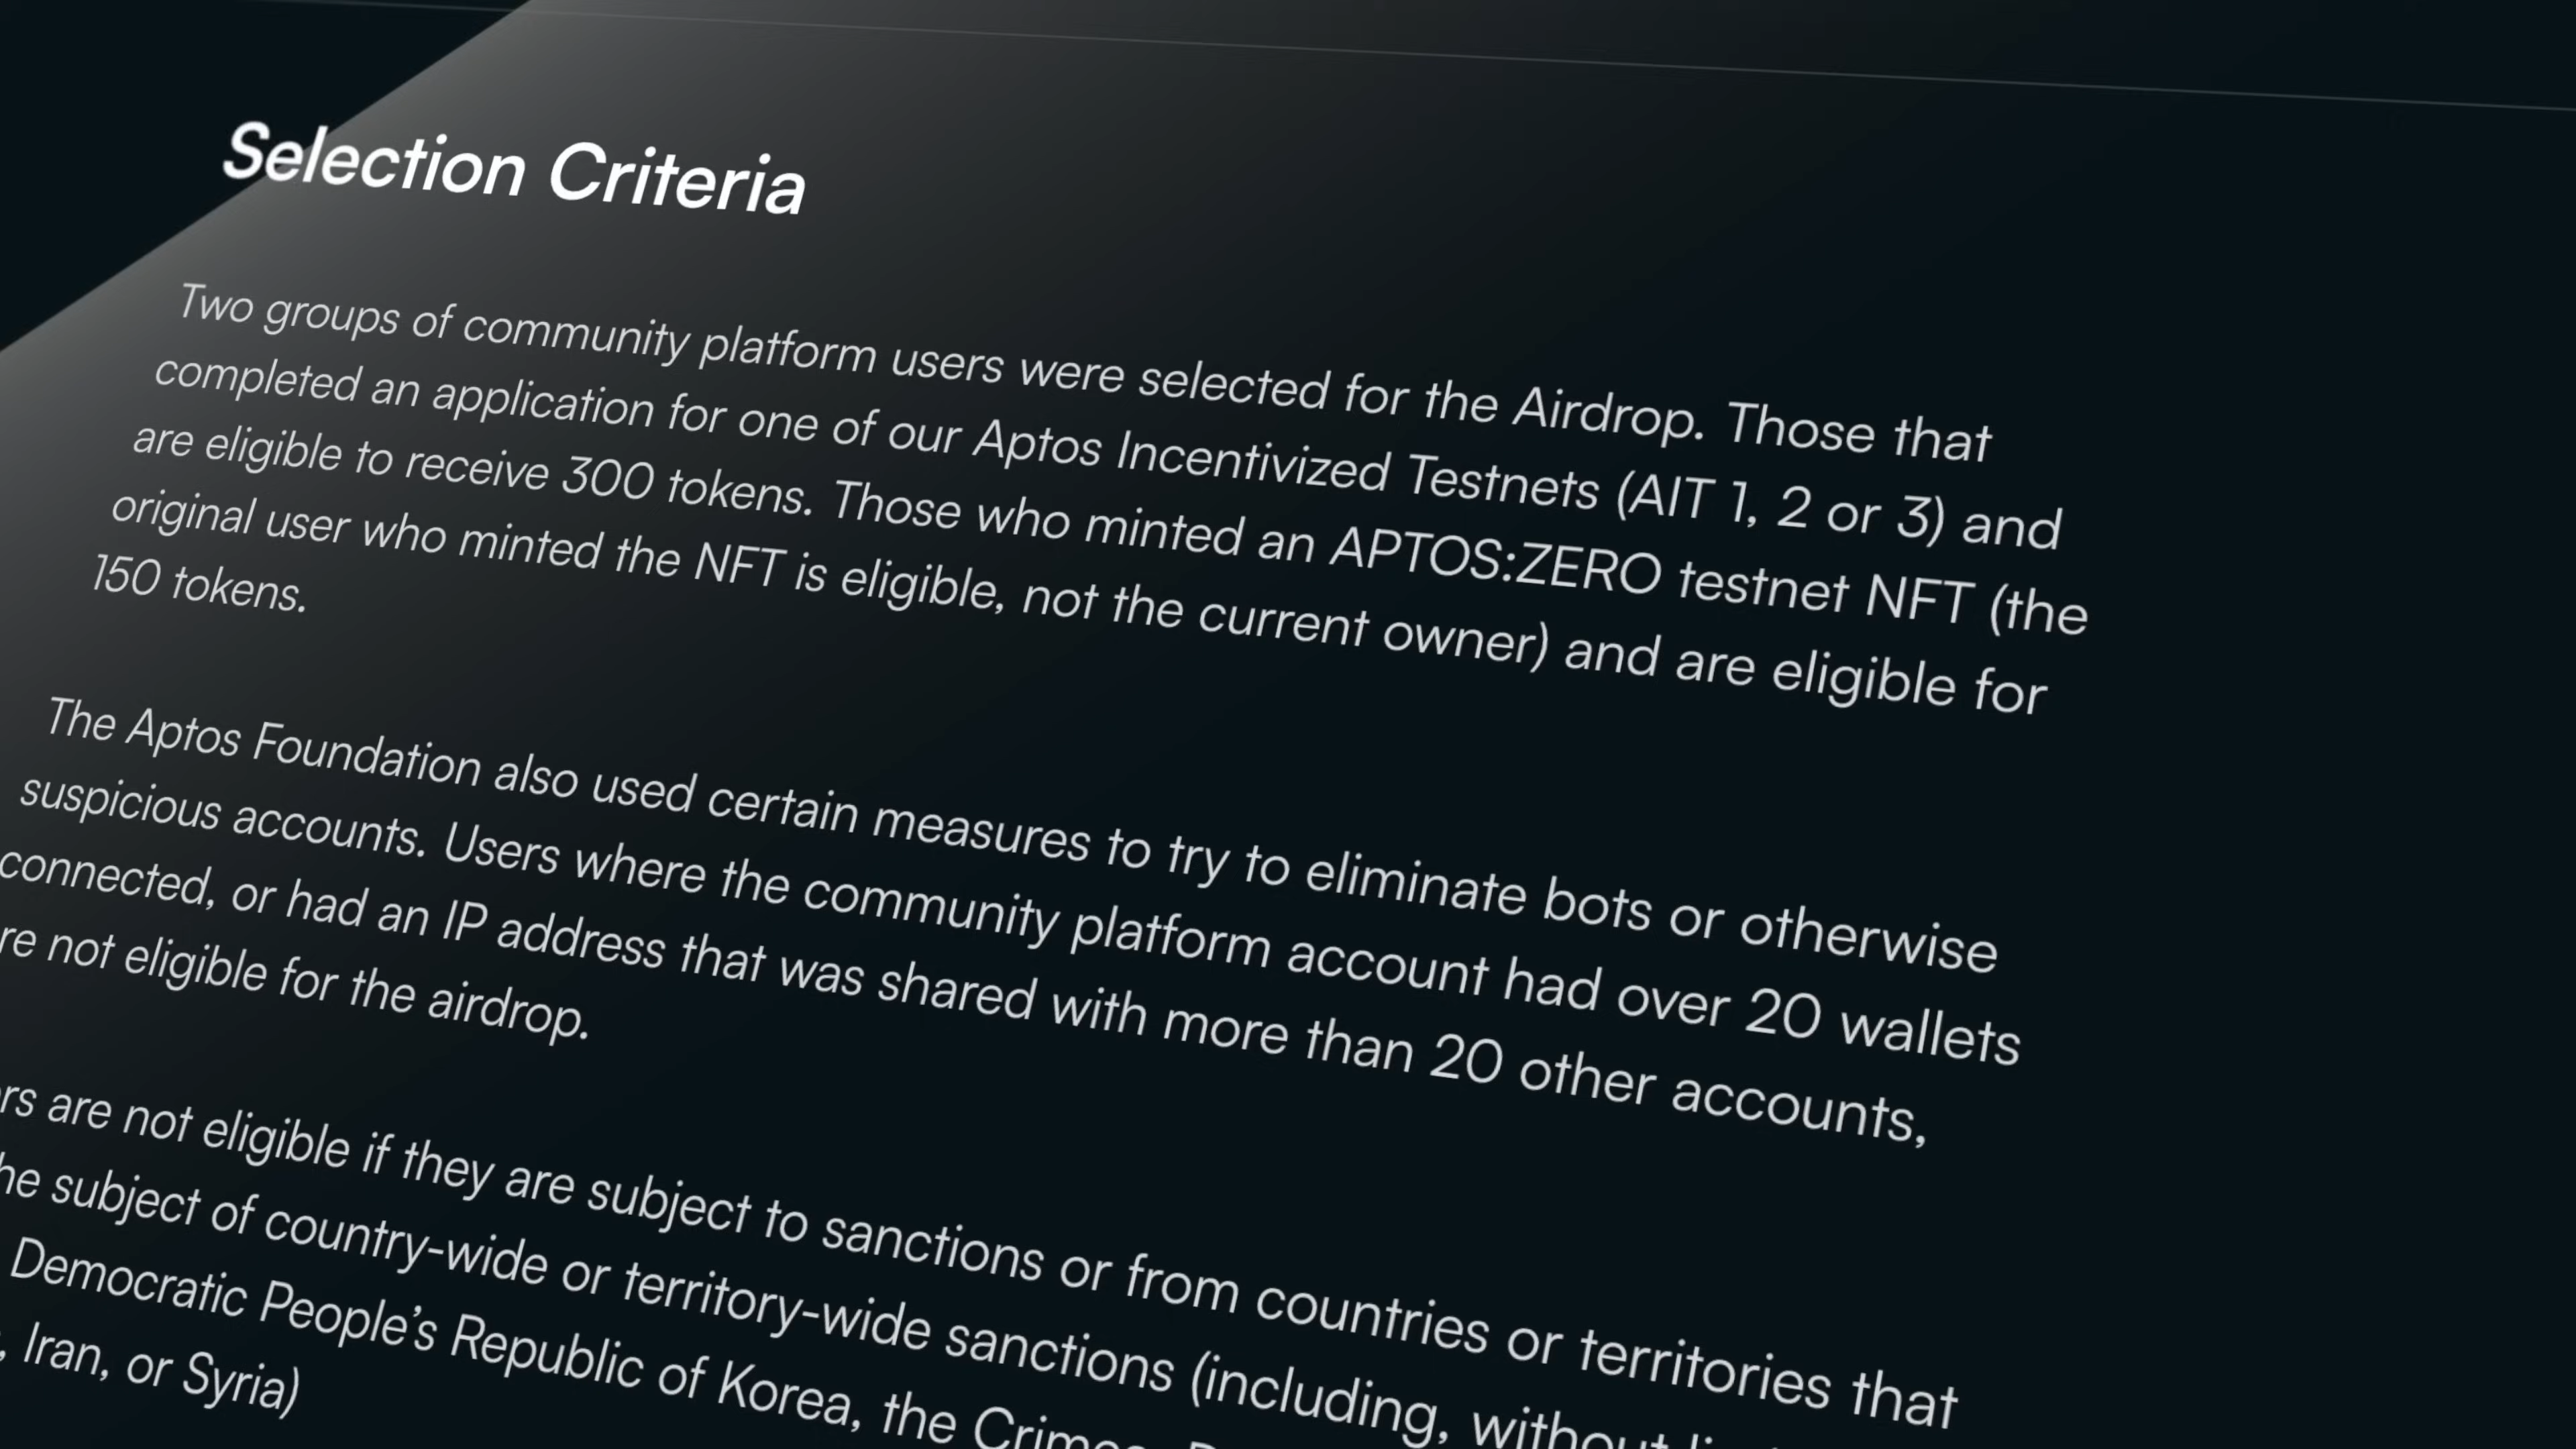 Selection Criteria
Two groups of community platform users were selected for the Airdrop. Those that
completed an application for one of our Aptos Incentivized Testnets (AIT 1, 2 or 3) and
are eligible to receive 300 tokens. Those who minted an APTOS:ZERO testnet NFT (the
original user who minted the NFT is eligible, not the current owner) and are eligible for
150 tokens.
The Aptos Foundation also used certain measures to try to eliminate bots or otherwise
suspicious accounts. Users where the community platform account had over 20 wallets
connected, or had an IP address that was shared with more than 20 other accounts,
not eligible for the airdrop.
are not eligible if they are subject to sanctions or from countries or territories that
subject of country-wide or territory-wide sanctions (including, without
Democratic People's Republic of Korea, the
, Iran, or Syria)